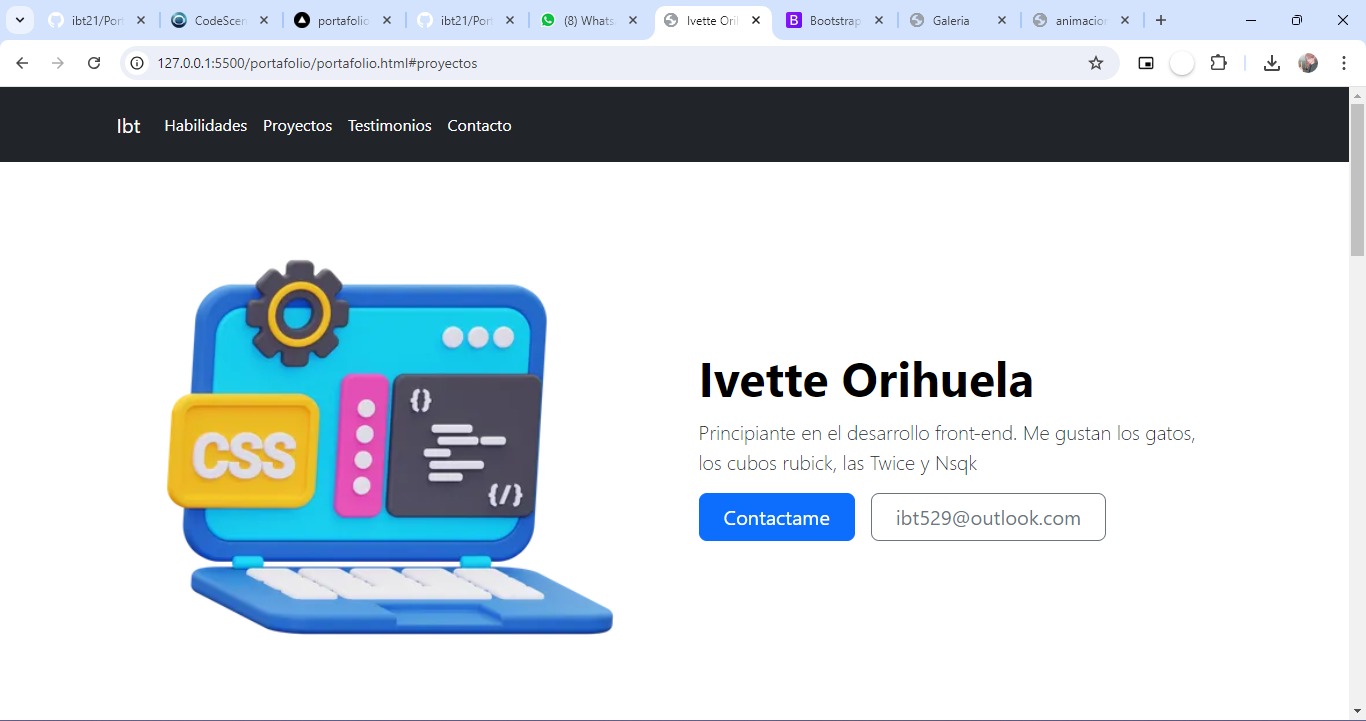 ibt21/Port
CodeScen
portafolio
ibt21/Port
(8) Whats
Ivette Ori
Bootstrap
Galeria
animacio
127.0.0.1:5500/portafolio/portafolio.html#proyectos
Ibt Habilidades Proyectos Testimonios Contacto
CSS
{}
{/}
Ivette Orihuela
Principiante en el desarrollo front-end. Me gustan los gatos,
los cubos rubick, las Twice y Nsqk
Contactame
ibt529@outlook.com